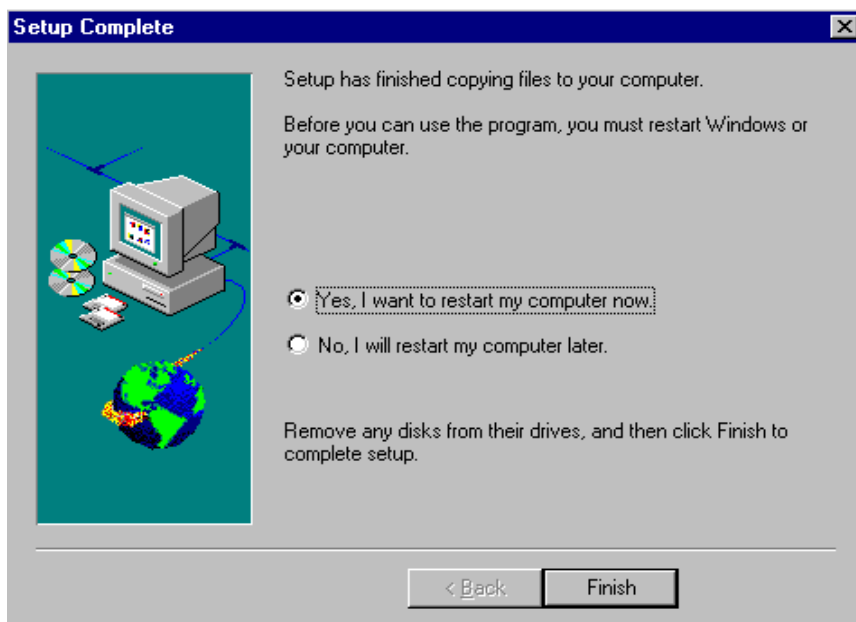 Setup Complete
Setup has finished copying files to your computer.
Before you can use the program, you must restart Windows or
your computer.
Yes, I want to restart my computer now.
No, I will restart my computer later.
Remove any disks from their drives, and then click Finish to
complete setup.
< Back
Finish